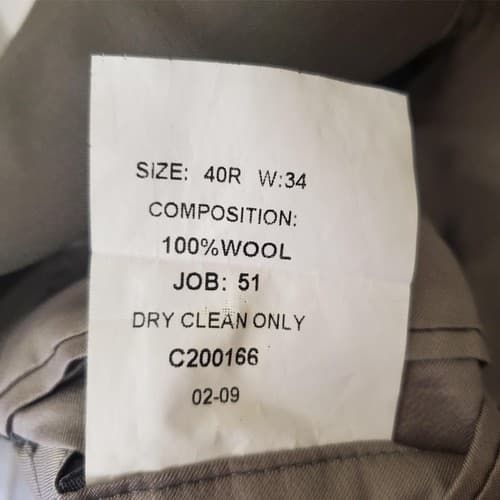 SIZE: 40R W:34
COMPOSITION:
100%WOOL
JOB: 51
DRY CLEAN ONLY
C200166
02-09